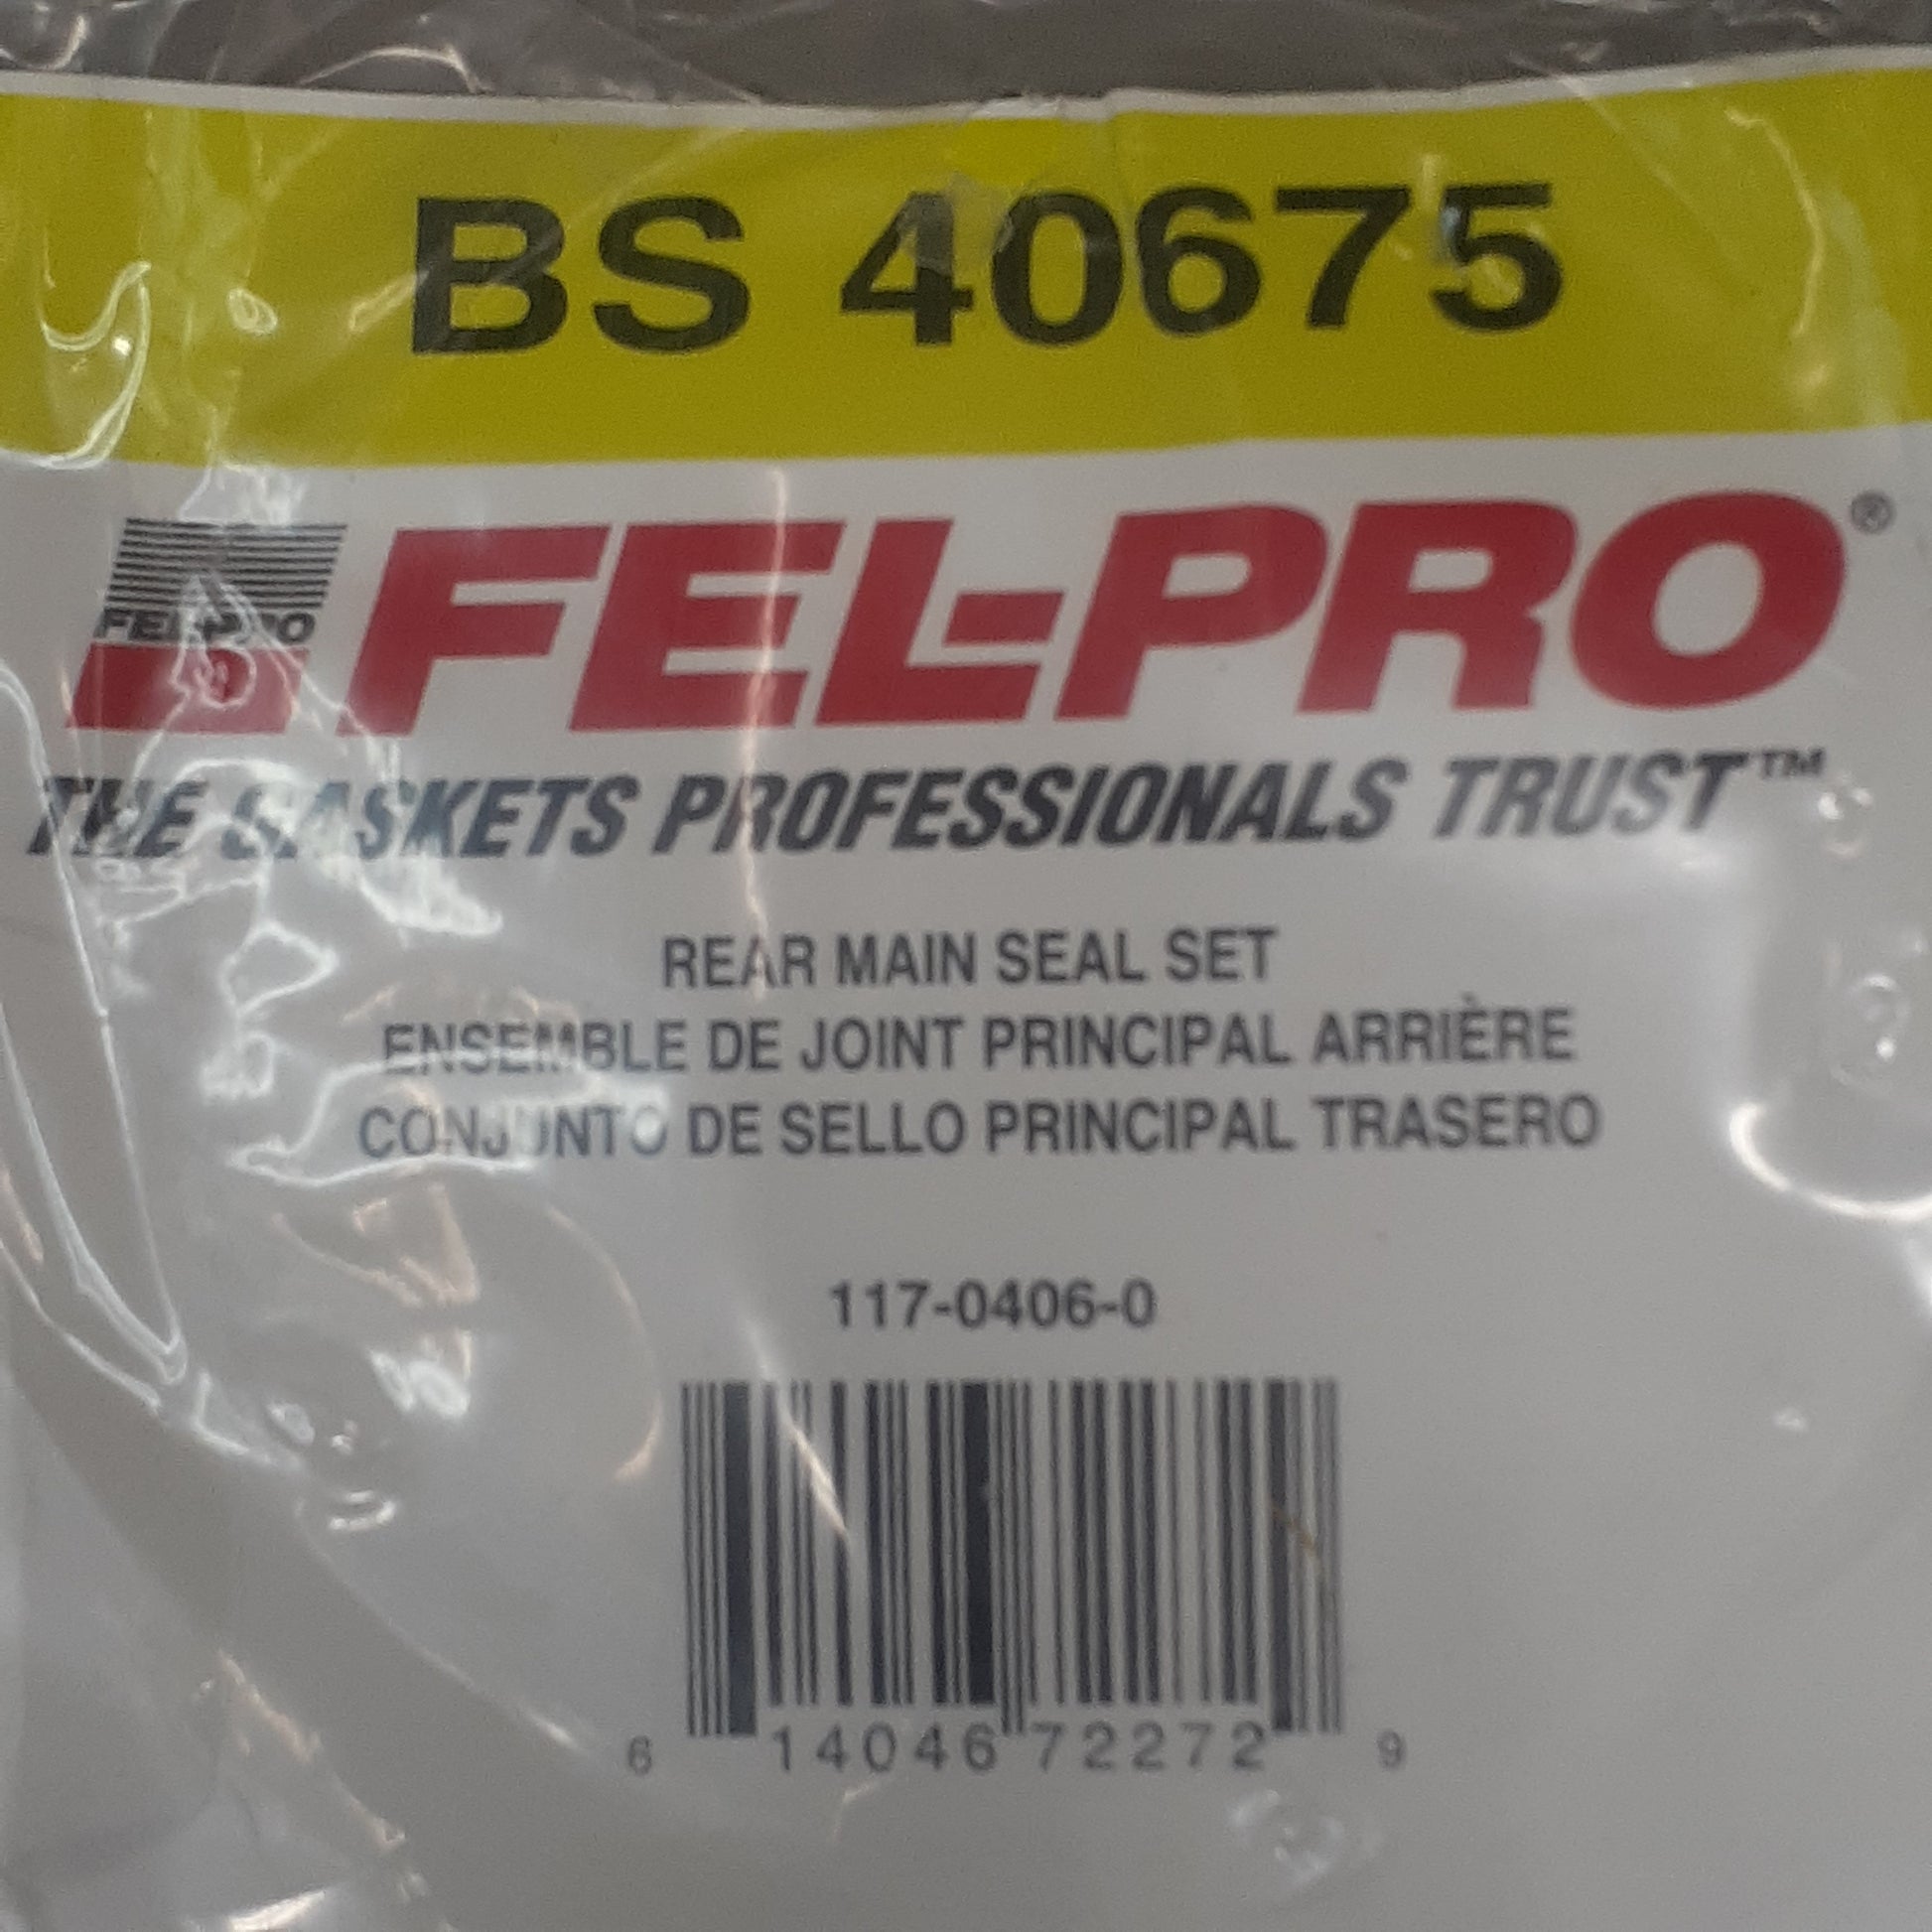 BS 40675
FEL-PRO
FEL-PRO®
THE GASKETS PROFESSIONALS TRUST™
REAR MAIN SEAL SET
ENSEMBLE DE JOINT PRINCIPAL ARRIÈRE
CONJUNTO DE SELLO PRINCIPAL TRASERO
117-0406-0
6 14046 72272 9